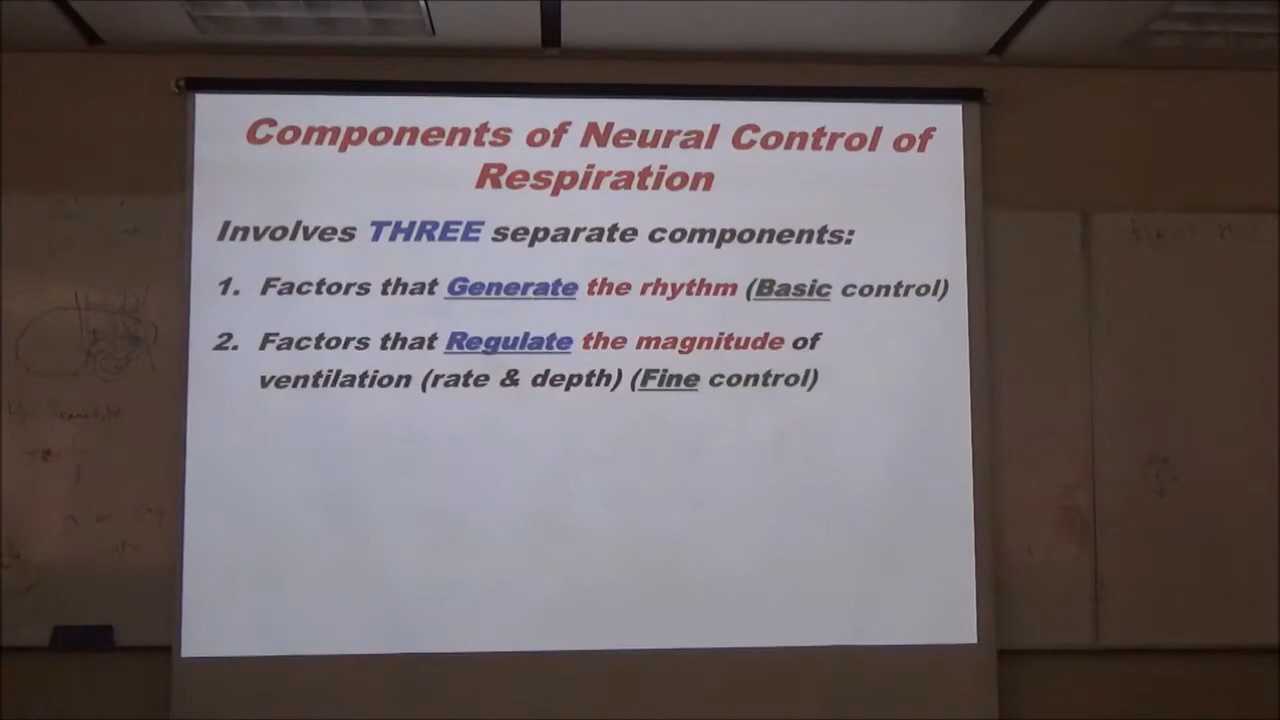 Components of Neural Control of
Respiration
Involves THREE separate components:
1. Factors that Generate the rhythm (Basic control)
2. Factors that Regulate the magnitude of
ventilation (rate & depth) (Fine control)